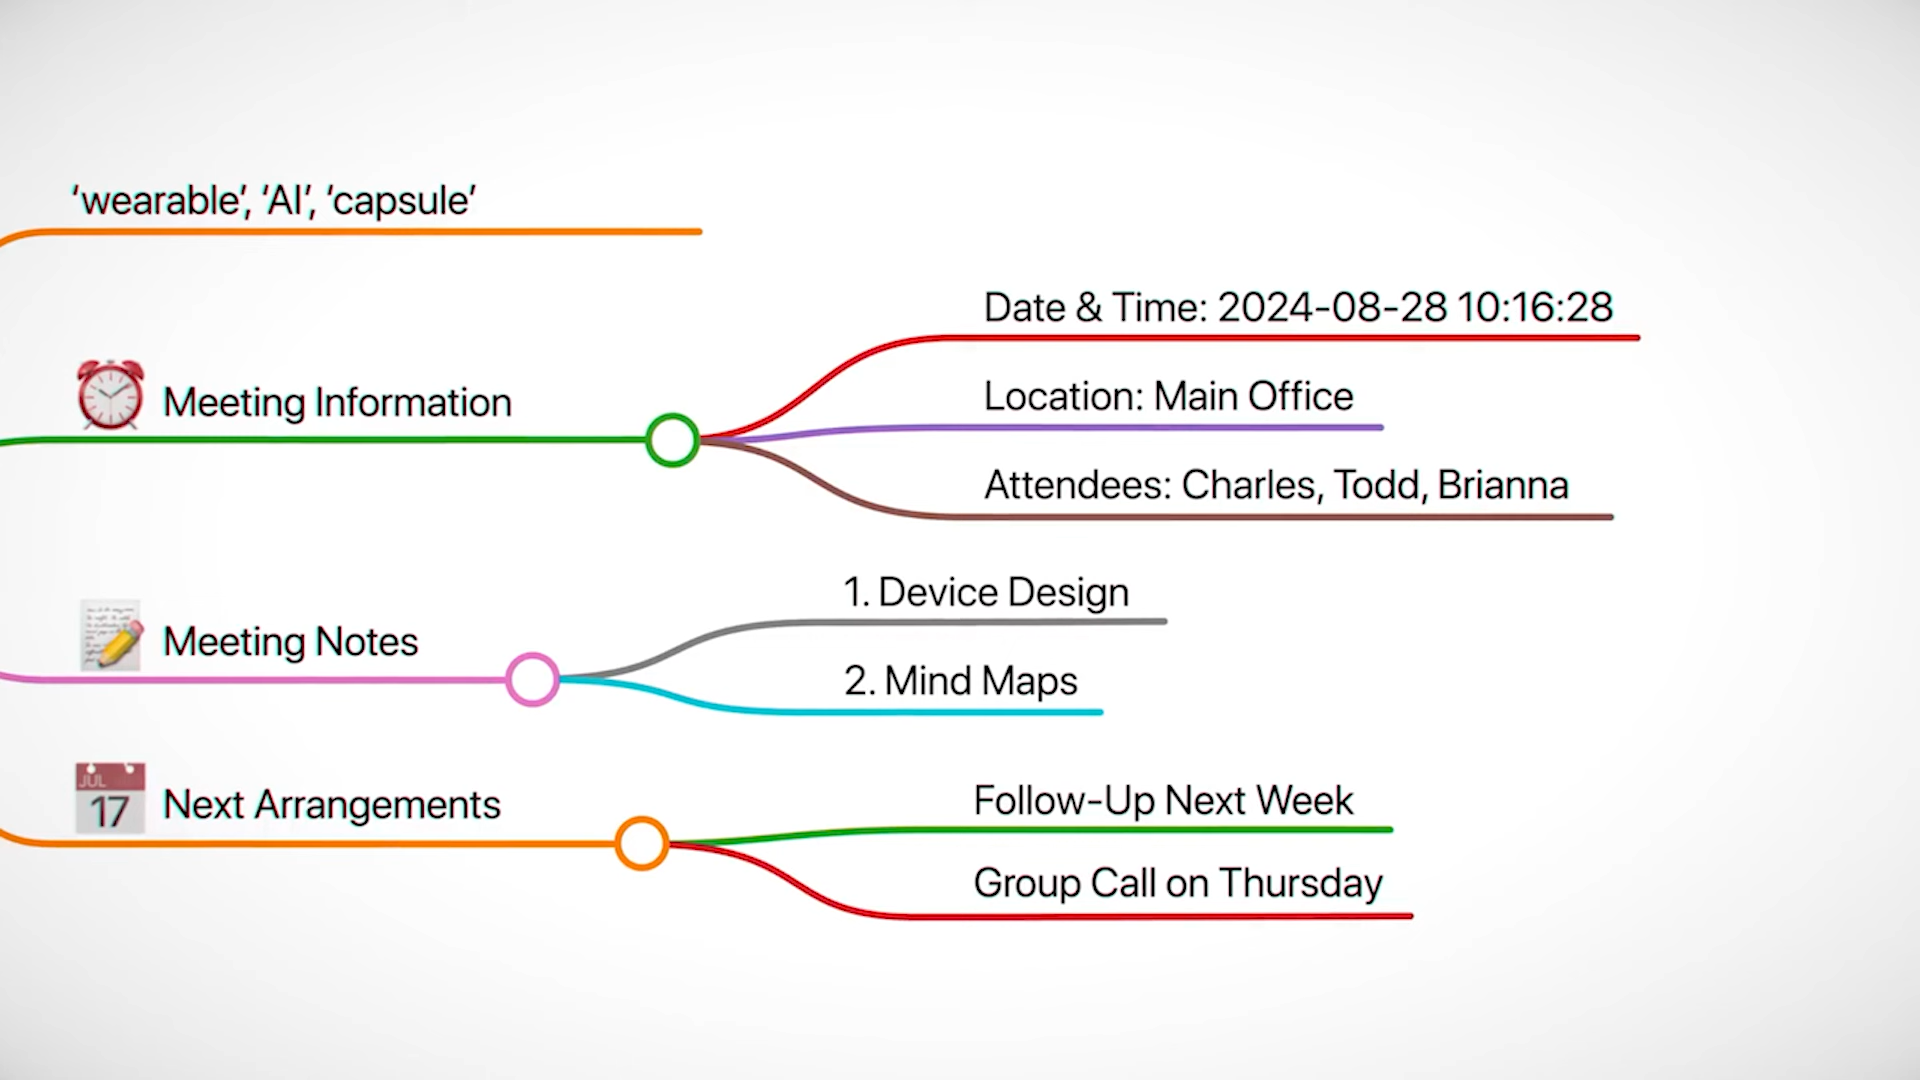 ‘wearable’, ‘AI’, ‘capsule’
Date & Time: 2024-08-28 10:16:28
Meeting Information
Location: Main Office
Attendees: Charles, Todd, Brianna
1. Device Design
Meeting Notes
2. Mind Maps
JUL
17
Next Arrangements
Follow-Up Next Week
Group Call on Thursday